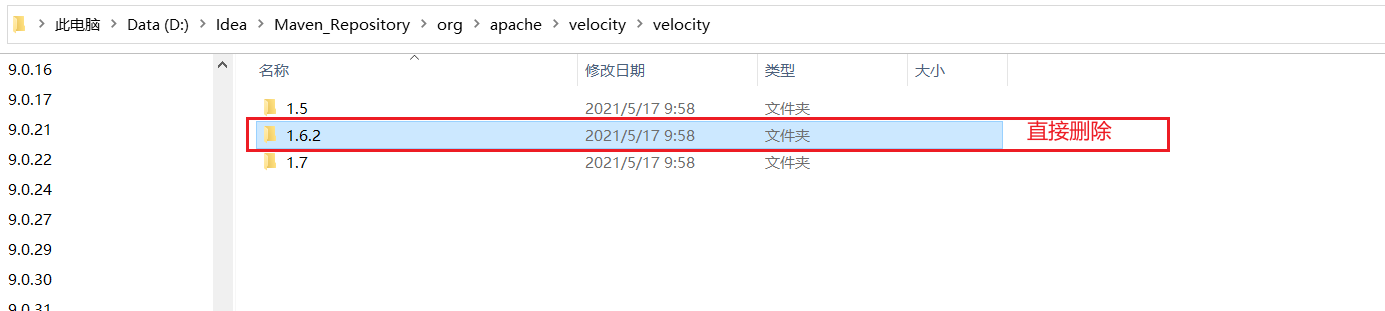 此电脑 > Data (D:) > Idea > Maven_Repository > org > apache > velocity > velocity
9.0.16
9.0.17
9.0.21
9.0.22
9.0.24
9.0.27
9.0.29
9.0.30
9.0.31
名称 修改日期 类型 大小
1.5 2021/5/17 9:58 文件夹
1.6.2 2021/5/17 9:58 文件夹 直接删除
1.7 2021/5/17 9:58 文件夹